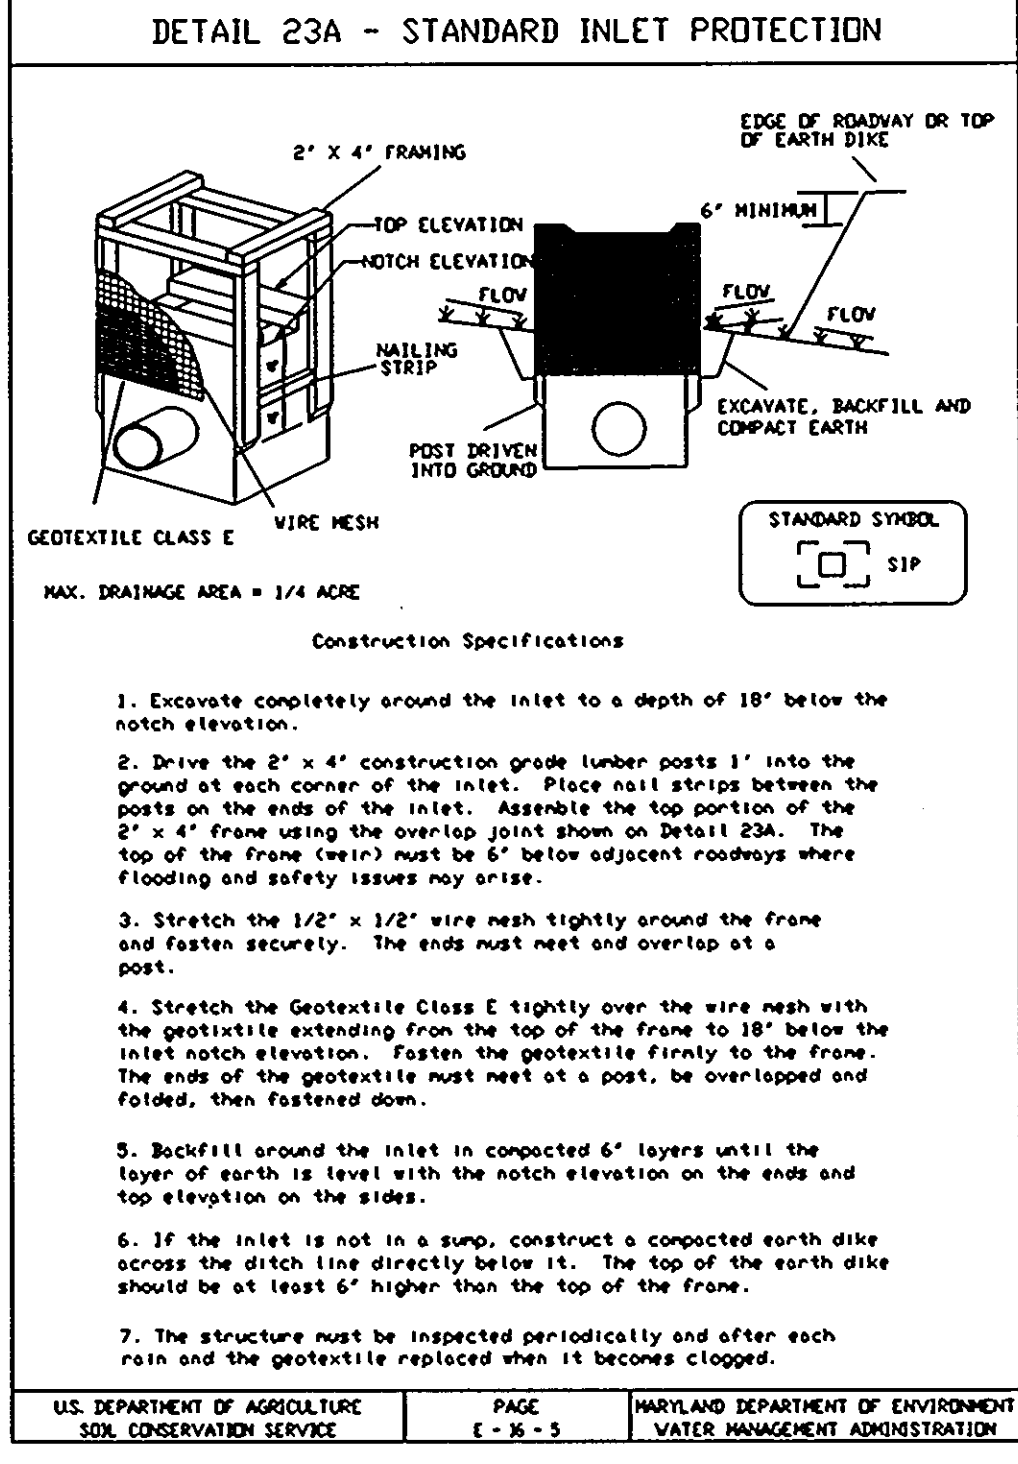 DETAIL 23A - STANDARD INLET PROTECTION
EDGE OF ROADWAY OR TOP
OF EARTH DIKE
2" X 4" FRAMING
6" MINIMUM
TOP ELEVATION
NOTCH ELEVATION
FLOW
FLOW
FLOW
NAILING
STRIP
EXCAVATE, BACKFILL AND
COMPACT EARTH
POST DRIVEN
INTO GROUND
WIRE MESH
GEOTEXTILE CLASS E
STANDARD SYMBOL
SIP
MAX. DRAINAGE AREA = 1/4 ACRE
Construction Specifications
1. Excavate completely around the inlet to a depth of 18" below the
notch elevation.
2. Drive the 2" x 4" construction grade lumber posts 1' into the
ground at each corner of the inlet. Place nail strips between the
posts on the ends of the inlet. Assemble the top portion of the
2" x 4" frame using the overlap joint shown on Detail 23A. The
top of the frame (weir) must be 6" below adjacent roadways where
flooding and safety issues may arise.
3. Stretch the 1/2" x 1/2" wire mesh tightly around the frame
and fasten securely. The ends must meet and overlap at a
post.
4. Stretch the Geotextile Class E tightly over the wire mesh with
the geotixtile extending from the top of the frame to 18" below the
inlet notch elevation. Fasten the geotextile firmly to the frame.
The ends of the geotextile must meet at a post, be overlapped and
folded, then fastened down.
5. Backfill around the inlet in compacted 6" layers until the
layer of earth is level with the notch elevation on the ends and
top elevation on the sides.
6. If the inlet is not in a sump, construct a compacted earth dike
across the ditch line directly below it. The top of the earth dike
should be at least 6" higher than the top of the frame.
7. The structure must be inspected periodically and after each
rain and the geotextile replaced when it becomes clogged.
U.S. DEPARTMENT OF AGRICULTURE
SOIL CONSERVATION SERVICE
PAGE
E - 16 - 5
MARYLAND DEPARTMENT OF ENVIRONMENT
WATER MANAGEMENT ADMINISTRATION